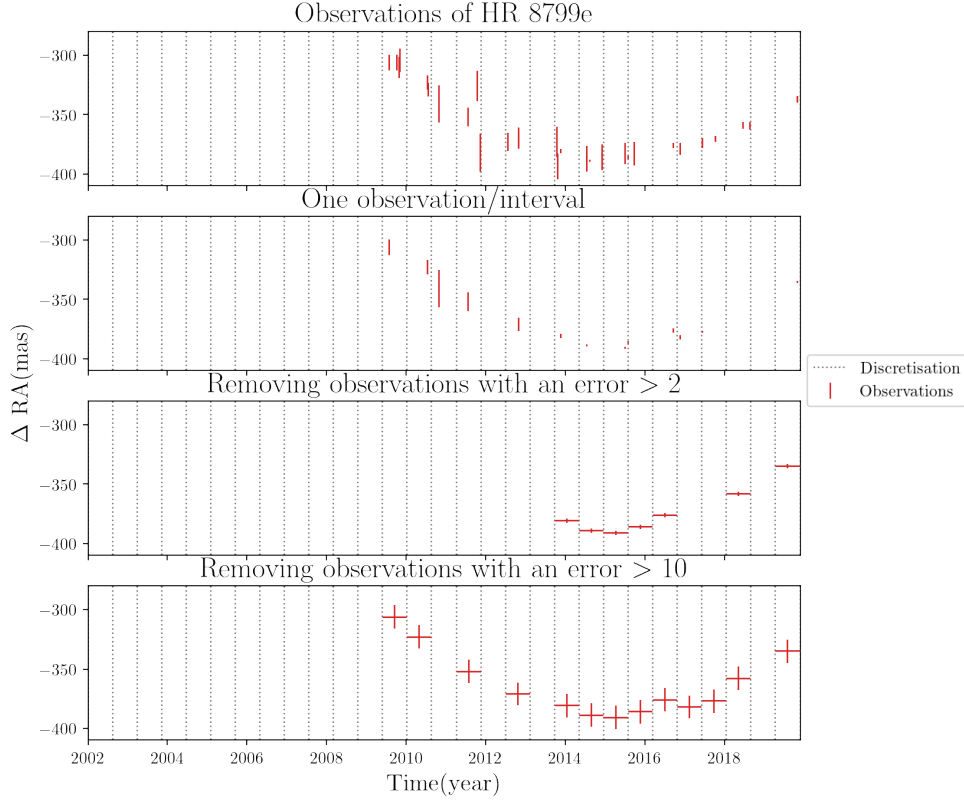 Observations of HR 8799e
−300
−350
−400
One observation/interval
−300
−350
−400
Δ RA(mas)
Removing observations with an error > 2
−300
−350
−400
Removing observations with an error > 10
−300
−350
−400
2002 2004 2006 2008 2010 2012 2014 2016 2018
Time(year)
Discretisation
Observations